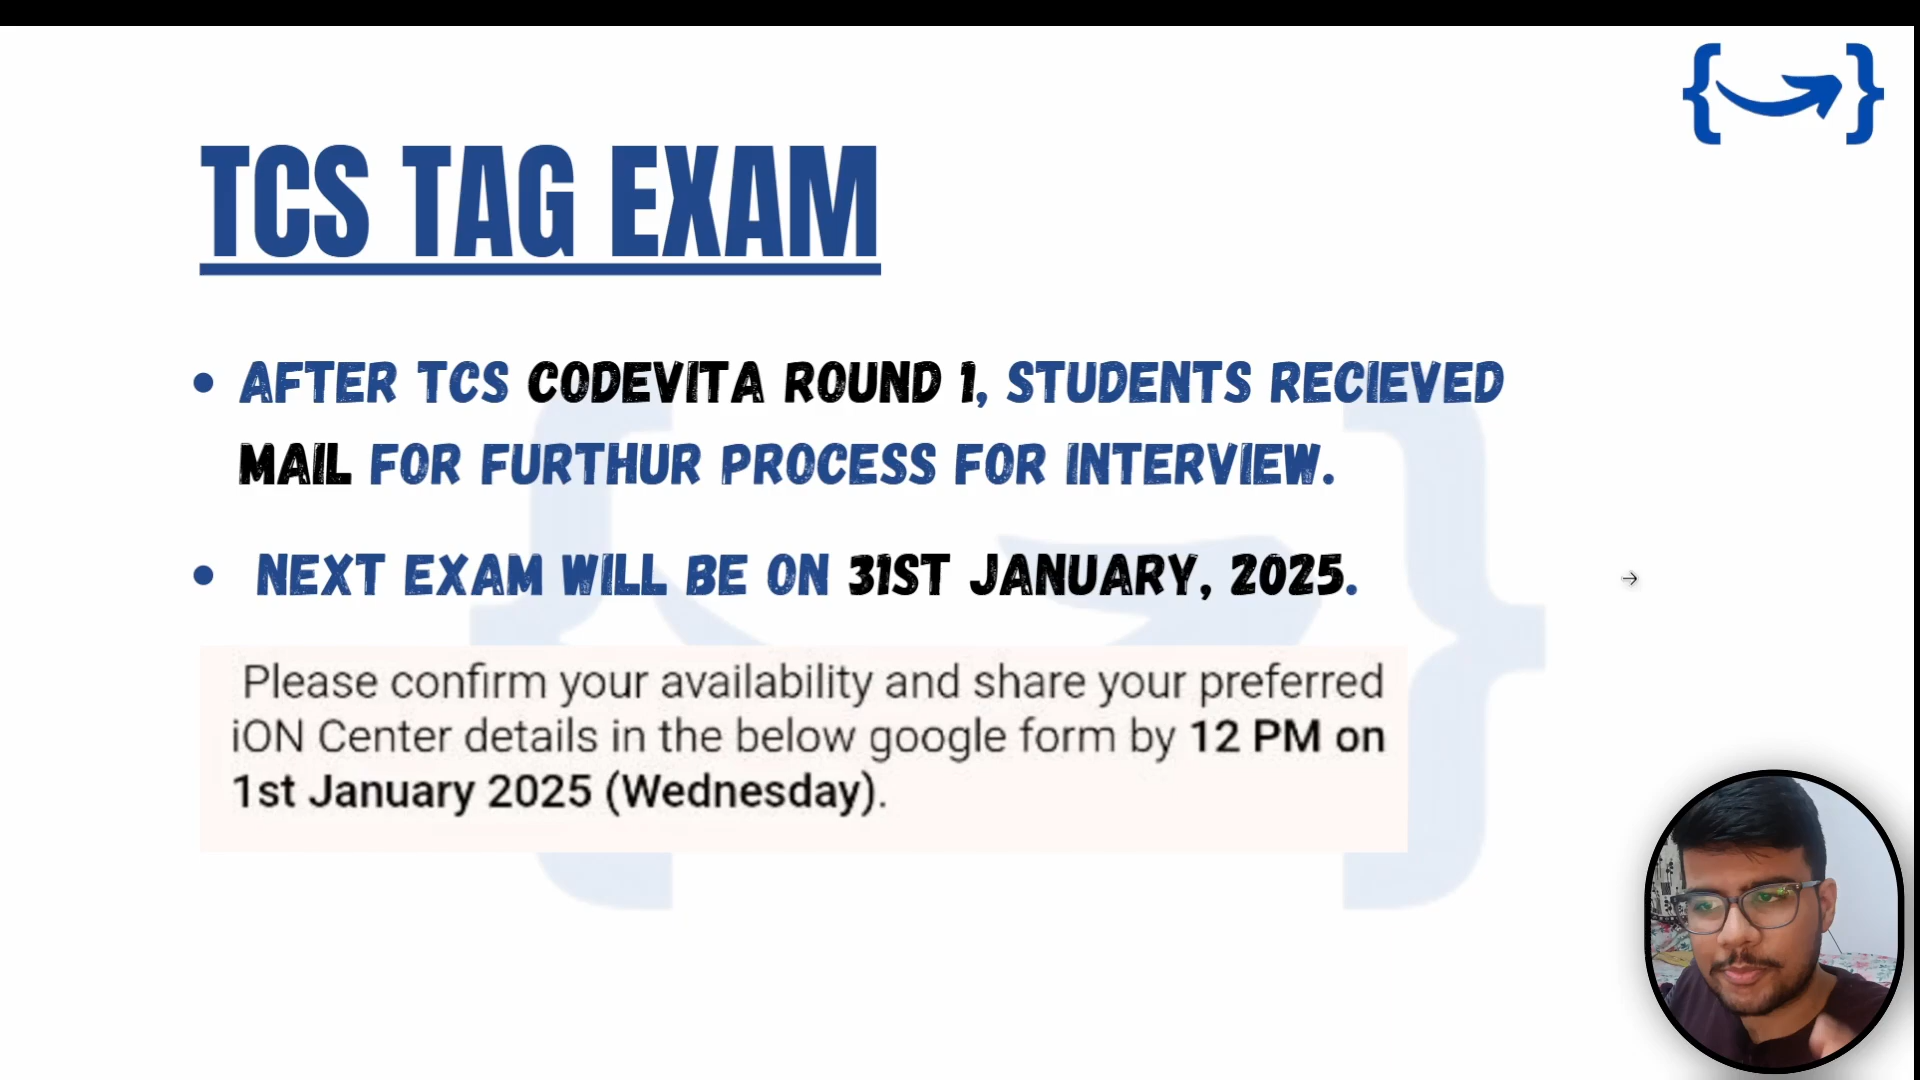 TCS TAG EXAM
AFTER TCS CODEVITA ROUND 1, STUDENTS RECIEVED
MAIL FOR FURTHUR PROCESS FOR INTERVIEW.
NEXT EXAM WILL BE ON 31ST JANUARY, 2025.
Please confirm your availability and share your preferred
iON Center details in the below google form by 12 PM on
1st January 2025 (Wednesday).